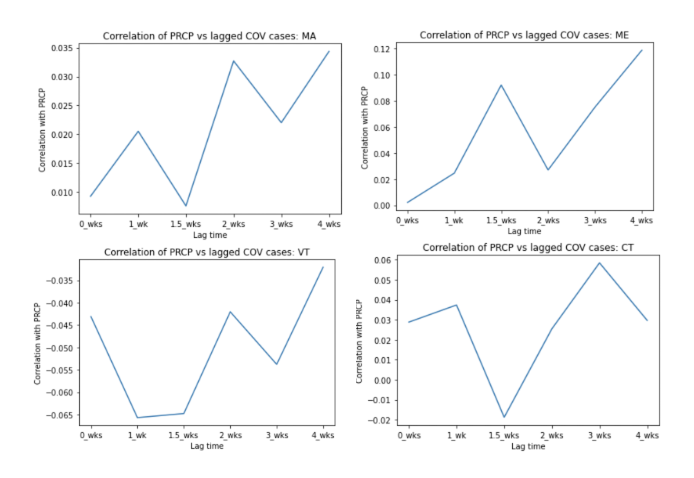 Correlation of PRCP vs lagged COV cases: MA
Correlation with PRCP
0.035
0.030
0.025
0.020
0.015
0.010
0_wks 1_wk 1.5_wks 2_wks 3_wks 4_wks
Lag time
Correlation of PRCP vs lagged COV cases: ME
Correlation with PRCP
0.12
0.10
0.08
0.06
0.04
0.02
0.00
0_wks 1_wk 1.5_wks 2_wks 3_wks 4_wks
Lag time
Correlation of PRCP vs lagged COV cases: VT
Correlation with PRCP
−0.035
−0.040
−0.045
−0.050
−0.055
−0.060
−0.065
0_wks 1_wk 1.5_wks 2_wks 3_wks 4_wks
Lag time
Correlation of PRCP vs lagged COV cases: CT
Correlation with PRCP
0.06
0.05
0.04
0.03
0.02
0.01
0.00
−0.01
−0.02
0_wks 1_wk 1.5_wks 2_wks 3_wks 4_wks
Lag time